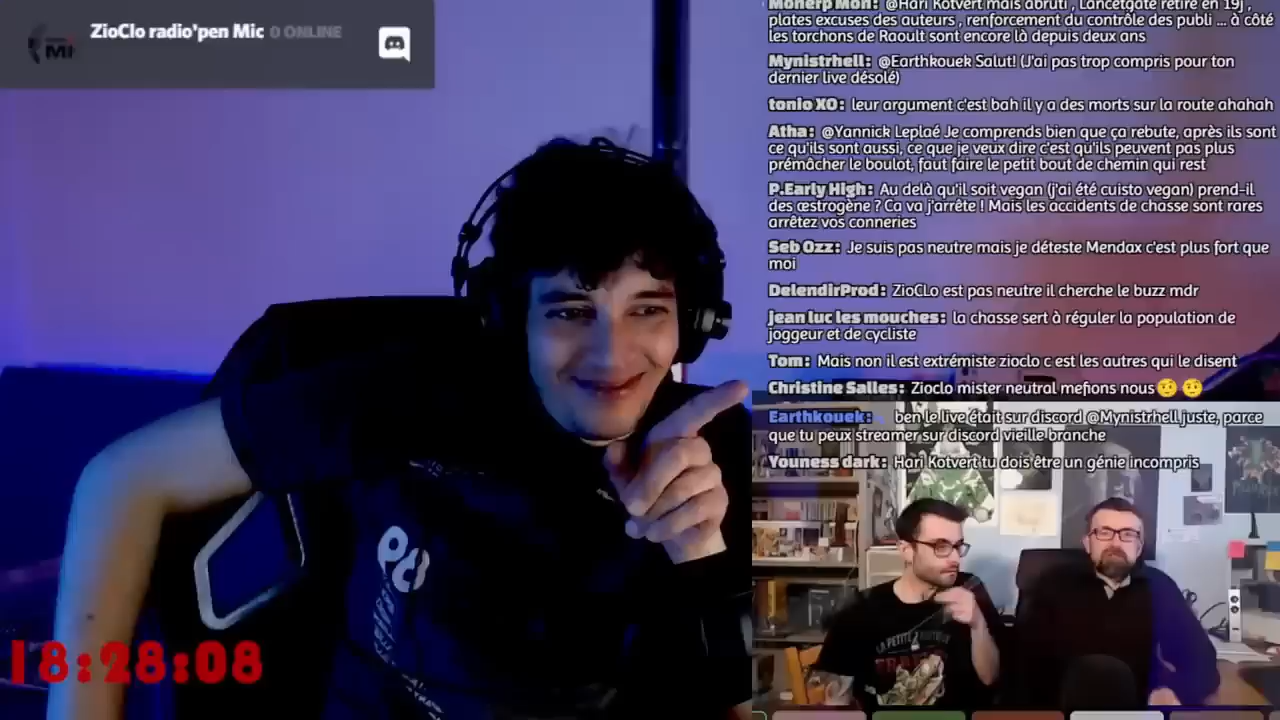 ZioClo radio'pen Mic 0 ONLINE
MI
Monerp Mon: @Hari Kotvert mais abruti , Lancetgate retiré en 19j ,
plates excuses des auteurs , renforcement du contrôle des publi ... à côté
les torchons de Raoult sont encore là depuis deux ans
Mynistrhell: @Earthkouek Salut! (J'ai pas trop compris pour ton
dernier live désolé)
tonio XO: leur argument c'est bah il y a des morts sur la route ahahah
Atha: @Yannick Leplaé Je comprends bien que ça rebute, après ils sont
ce qu'ils sont aussi, ce que je veux dire c'est qu'ils peuvent pas plus
prémâcher le boulot, faut faire le petit bout de chemin qui rest
P.Early High: Au delà qu'il soit vegan (j'ai été cuisto vegan) prend-il
des œstrogène ? Ca va j'arrête ! Mais les accidents de chasse sont rares
arrêtez vos conneries
Seb Ozz: Je suis pas neutre mais je déteste Mendax c'est plus fort que
moi
DelendirProd: ZioCLo est pas neutre il cherche le buzz mdr
jean luc les mouches: la chasse sert à réguler la population de
joggeur et de cycliste
Tom: Mais non il est extrémiste zioclo c est les autres qui le disent
Christine Salles: Zioclo mister neutral mefions nous🤨 🤨
Earthkouek: ben le live était sur discord @Mynistrhell juste, parce
que tu peux streamer sur discord vieille branche
Youness dark: Hari Kotvert tu dois être un génie incompris
LA PETITE
18:28:08